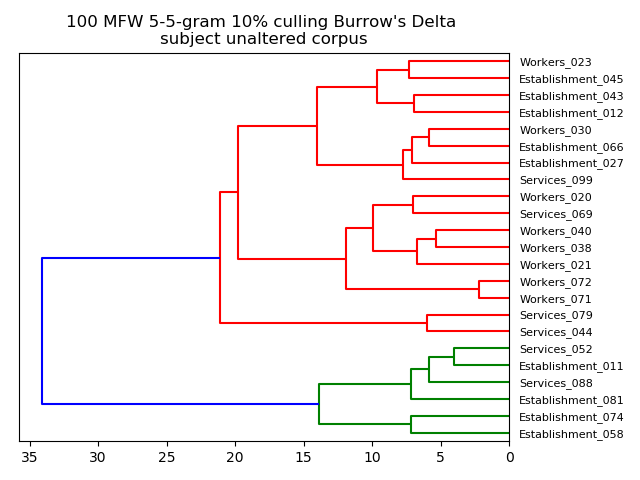 100 MFW 5-5-gram 10% culling Burrow's Delta
subject unaltered corpus
Workers_023
Establishment_045
Establishment_043
Establishment_012
Workers_030
Establishment_066
Establishment_027
Services_099
Workers_020
Services_069
Workers_040
Workers_038
Workers_021
Workers_072
Workers_071
Services_079
Services_044
Services_052
Establishment_011
Services_088
Establishment_081
Establishment_074
Establishment_058
35 30 25 20 15 10 5 0